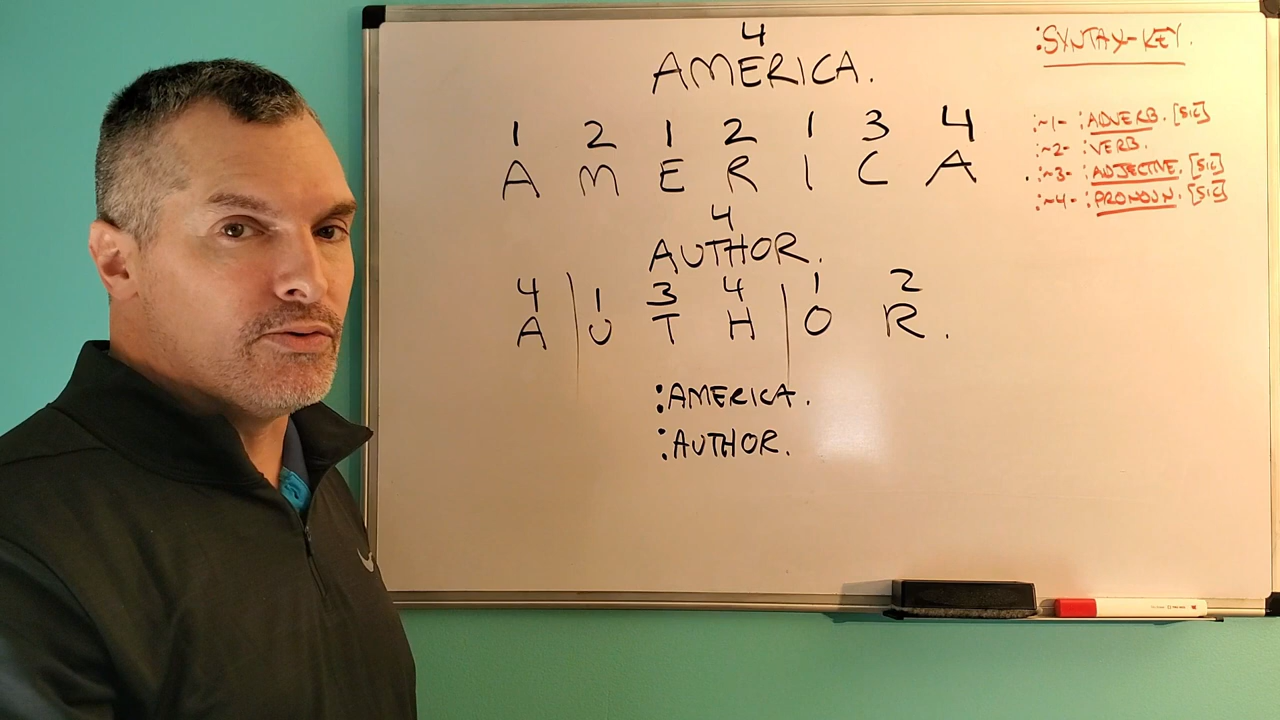 4
AMERICA.
1 2 1 2 1 3 4
A M E R I C A
4
AUTHOR.
4 1 3 4 1 2
A U T H O R .
:AMERICA.
:AUTHOR.
:SYNTAX-KEY.
:~1- :ADVERB. [SIC]
:~2- :VERB.
:~3- :ADJECTIVE. [SIC]
:~4- :PRONOUN. [SIC]